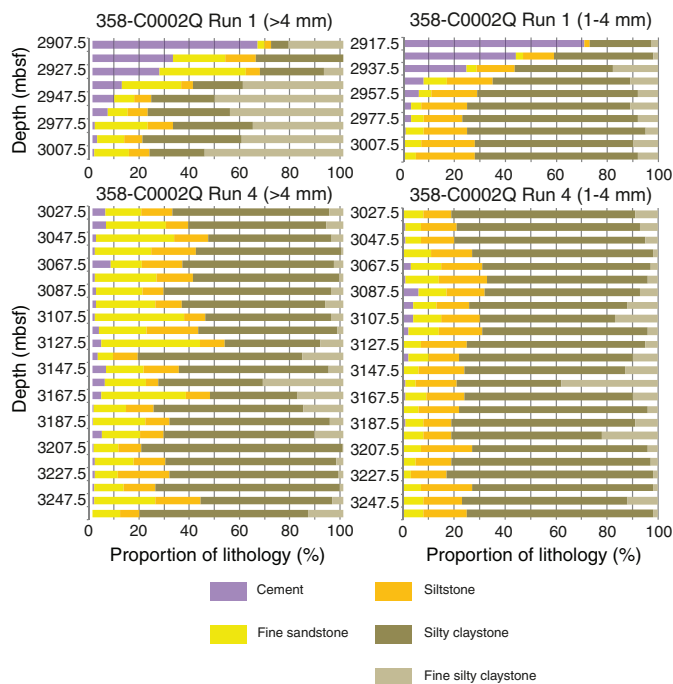 358-C0002Q Run 1 (>4 mm)
2907.5
2927.5
2947.5
2977.5
3007.5
0 20 40 60 80 100
358-C0002Q Run 1 (1-4 mm)
2917.5
2937.5
2957.5
2977.5
3007.5
0 20 40 60 80 100
Depth (mbsf)
358-C0002Q Run 4 (>4 mm)
3027.5
3047.5
3067.5
3087.5
3107.5
3127.5
3147.5
3167.5
3187.5
3207.5
3227.5
3247.5
0 20 40 60 80 100
Proportion of lithology (%)
358-C0002Q Run 4 (1-4 mm)
3027.5
3047.5
3067.5
3087.5
3107.5
3127.5
3147.5
3167.5
3187.5
3207.5
3227.5
3247.5
0 20 40 60 80 100
Proportion of lithology (%)
Depth (mbsf)
Cement
Siltstone
Fine sandstone
Silty claystone
Fine silty claystone